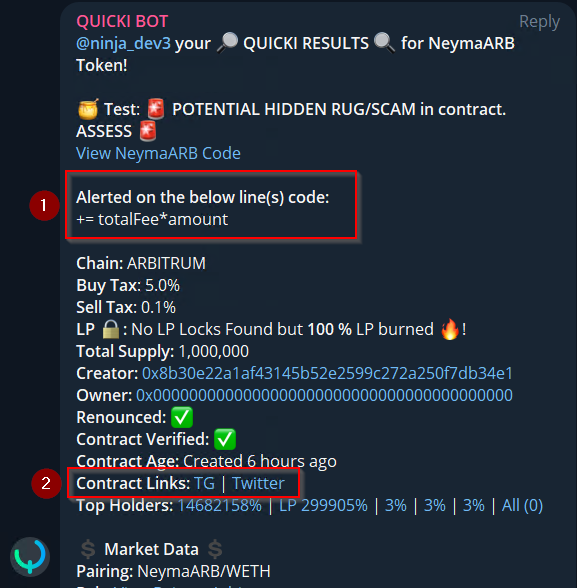 QUICKI BOT Reply
@ninja_dev3 your 🔎 QUICKI RESULTS 🔍 for NeymaARB
Token!
🍯 Test: 🚨 POTENTIAL HIDDEN RUG/SCAM in contract.
ASSESS 🚨
View NeymaARB Code
1
Alerted on the below line(s) code:
+= totalFee*amount
Chain: ARBITRUM
Buy Tax: 5.0%
Sell Tax: 0.1%
LP 🔒: No LP Locks Found but 100 % LP burned 🔥!
Total Supply: 1,000,000
Creator: 0x8b30e22a1af43145b52e2599c272a250f7db34e1
Owner: 0x0000000000000000000000000000000000000000
Renounced: ✅
Contract Verified: ✅
Contract Age: Created 6 hours ago
2 Contract Links: TG | Twitter
Top Holders: 14682158% | LP 299905% | 3% | 3% | 3% | All (0)
💲 Market Data 💲
Pairing: NeymaARB/WETH